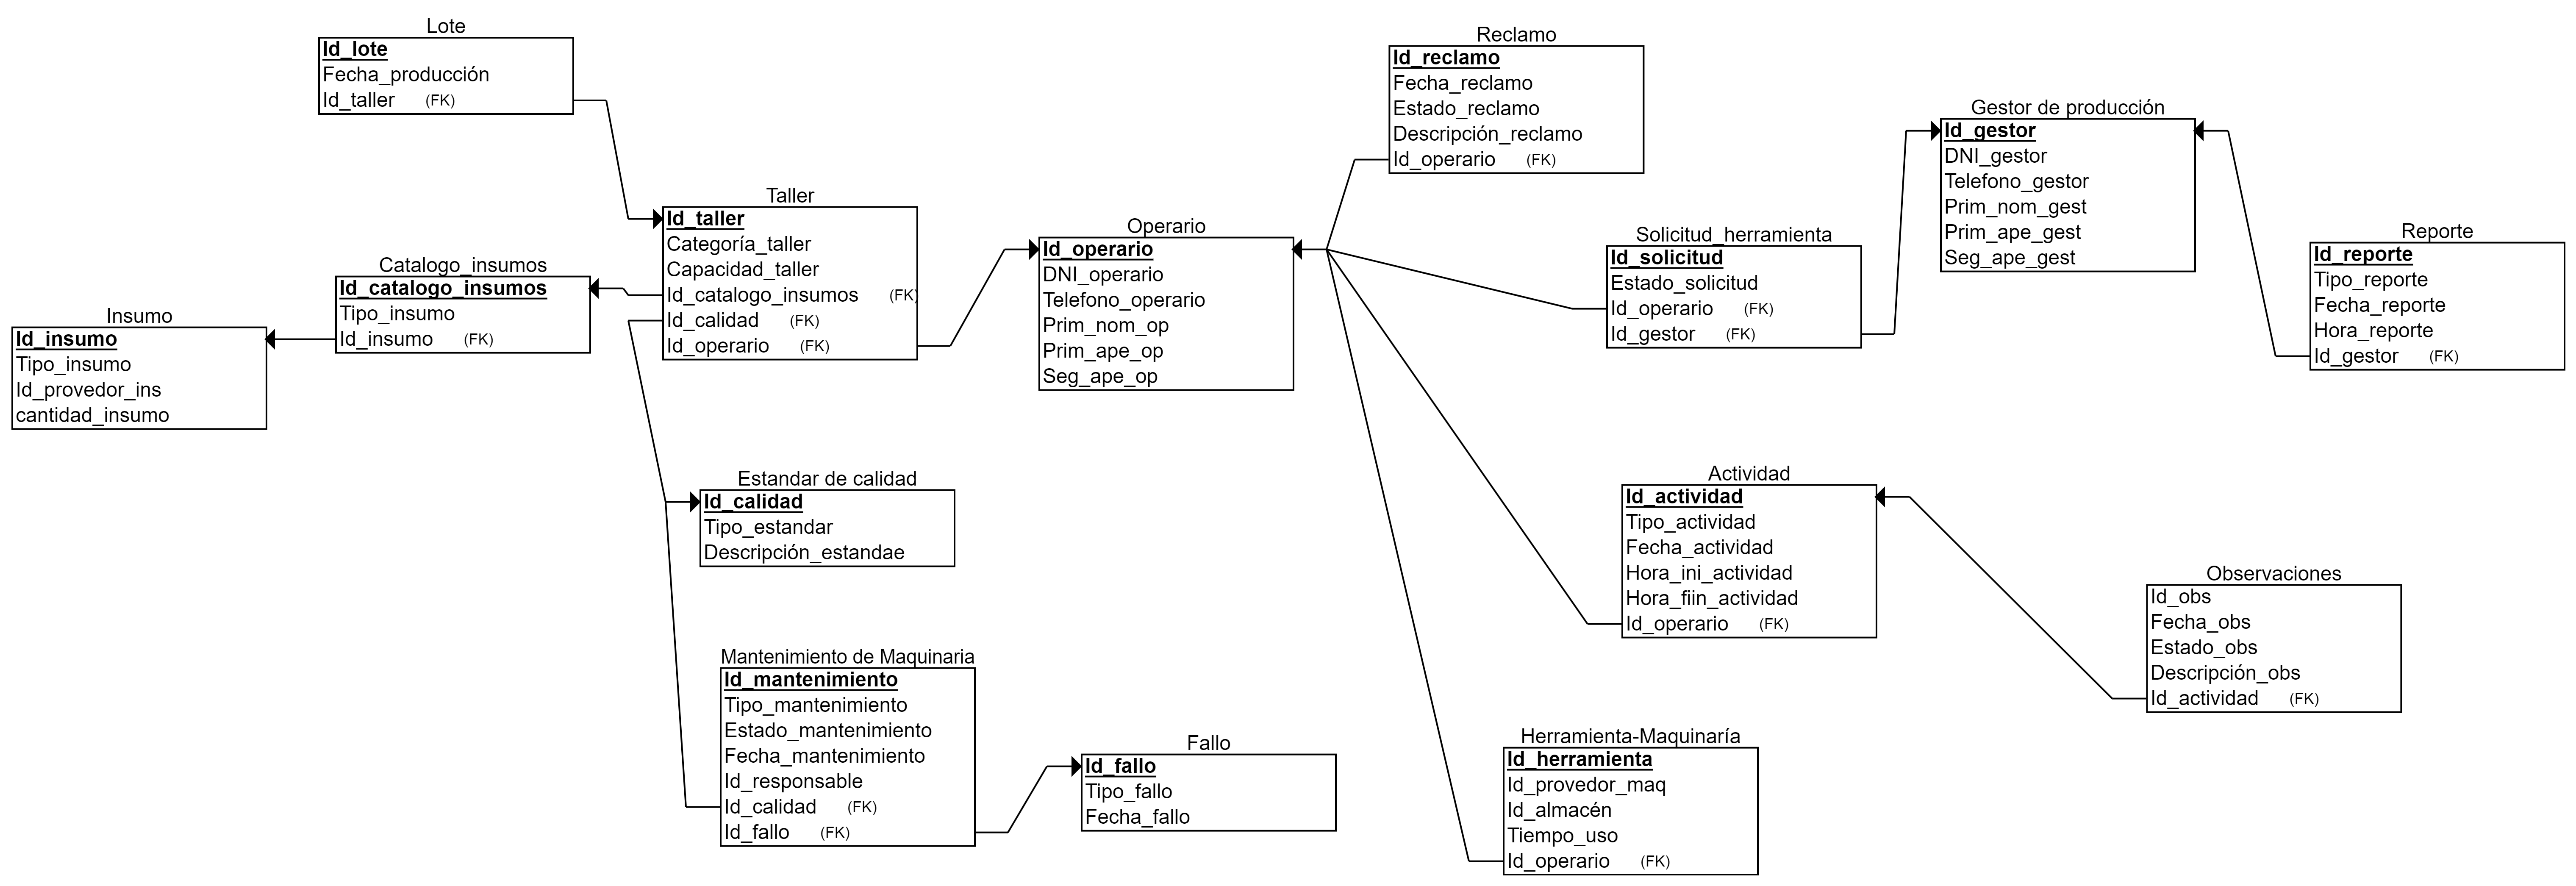 Lote
Id_lote
Fecha_producción
Id_taller (FK)
Reclamo
Id_reclamo
Fecha_reclamo
Estado_reclamo
Descripción_reclamo
Id_operario (FK)
Gestor de producción
Id_gestor
DNI_gestor
Telefono_gestor
Prim_nom_gest
Prim_ape_gest
Seg_ape_gest
Taller
Id_taller
Categoría_taller
Capacidad_taller
Id_catalogo_insumos (FK)
Id_calidad (FK)
Id_operario (FK)
Operario
Id_operario
DNI_operario
Telefono_operario
Prim_nom_op
Prim_ape_op
Seg_ape_op
Solicitud_herramienta
Id_solicitud
Estado_solicitud
Id_operario (FK)
Id_gestor (FK)
Reporte
Id_reporte
Tipo_reporte
Fecha_reporte
Hora_reporte
Id_gestor (FK)
Catalogo_insumos
Id_catalogo_insumos
Tipo_insumo
Id_insumo (FK)
Insumo
Id_insumo
Tipo_insumo
Id_provedor_ins
cantidad_insumo
Estandar de calidad
Id_calidad
Tipo_estandar
Descripción_estandae
Actividad
Id_actividad
Tipo_actividad
Fecha_actividad
Hora_ini_actividad
Hora_fiin_actividad
Id_operario (FK)
Observaciones
Id_obs
Fecha_obs
Estado_obs
Descripción_obs
Id_actividad (FK)
Mantenimiento de Maquinaria
Id_mantenimiento
Tipo_mantenimiento
Estado_mantenimiento
Fecha_mantenimiento
Id_responsable
Id_calidad (FK)
Id_fallo (FK)
Fallo
Id_fallo
Tipo_fallo
Fecha_fallo
Herramienta-Maquinaría
Id_herramienta
Id_provedor_maq
Id_almacén
Tiempo_uso
Id_operario (FK)